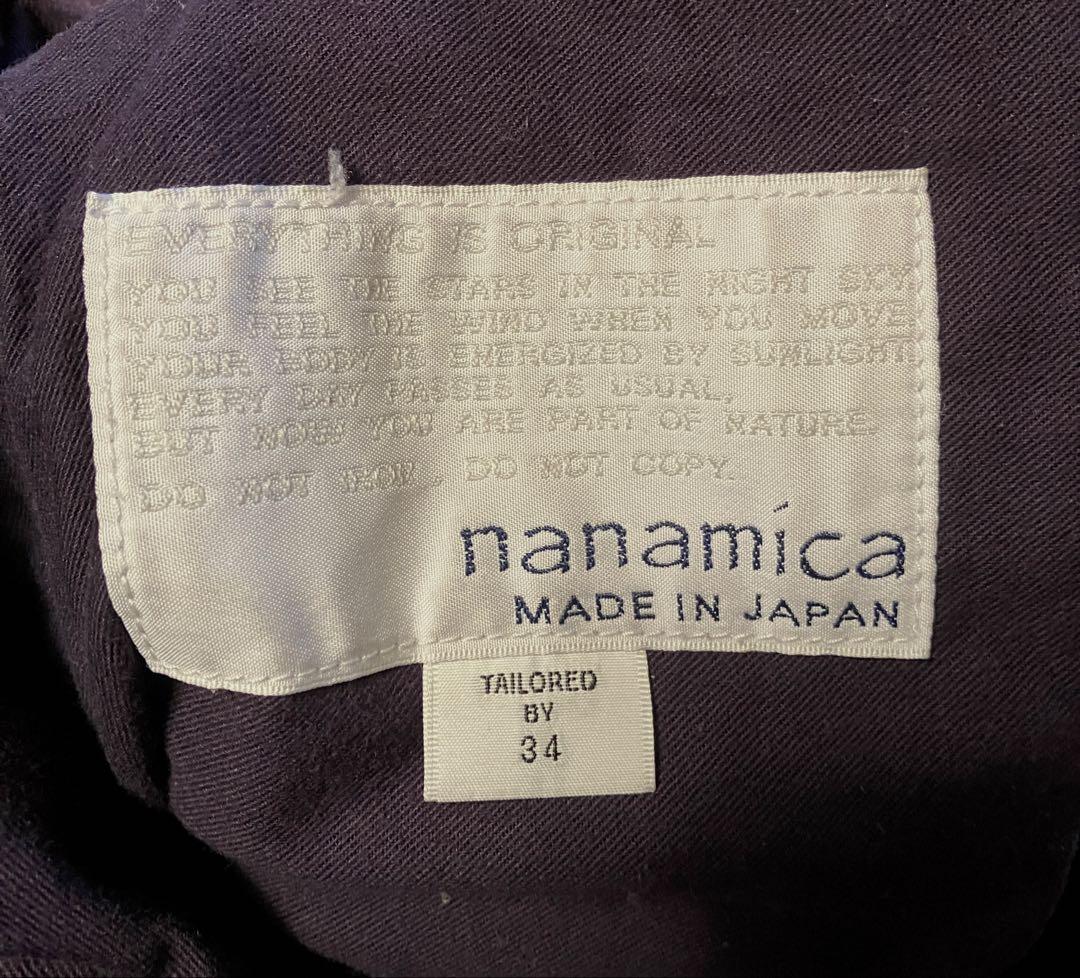 EVERYTHING IS ORIGINAL
YOU SEE THE STARS IN THE NIGHT SKY.
YOU FEEL THE WIND WHEN YOU MOVE.
YOUR BODY IS ENERGIZED BY SUNLIGHT.
EVERY DAY PASSES AS USUAL,
BUT NOW YOU ARE PART OF NATURE.
DO NOT IRON, DO NOT COPY.
nanamíca
MADE IN JAPAN
TAILORED
BY
34